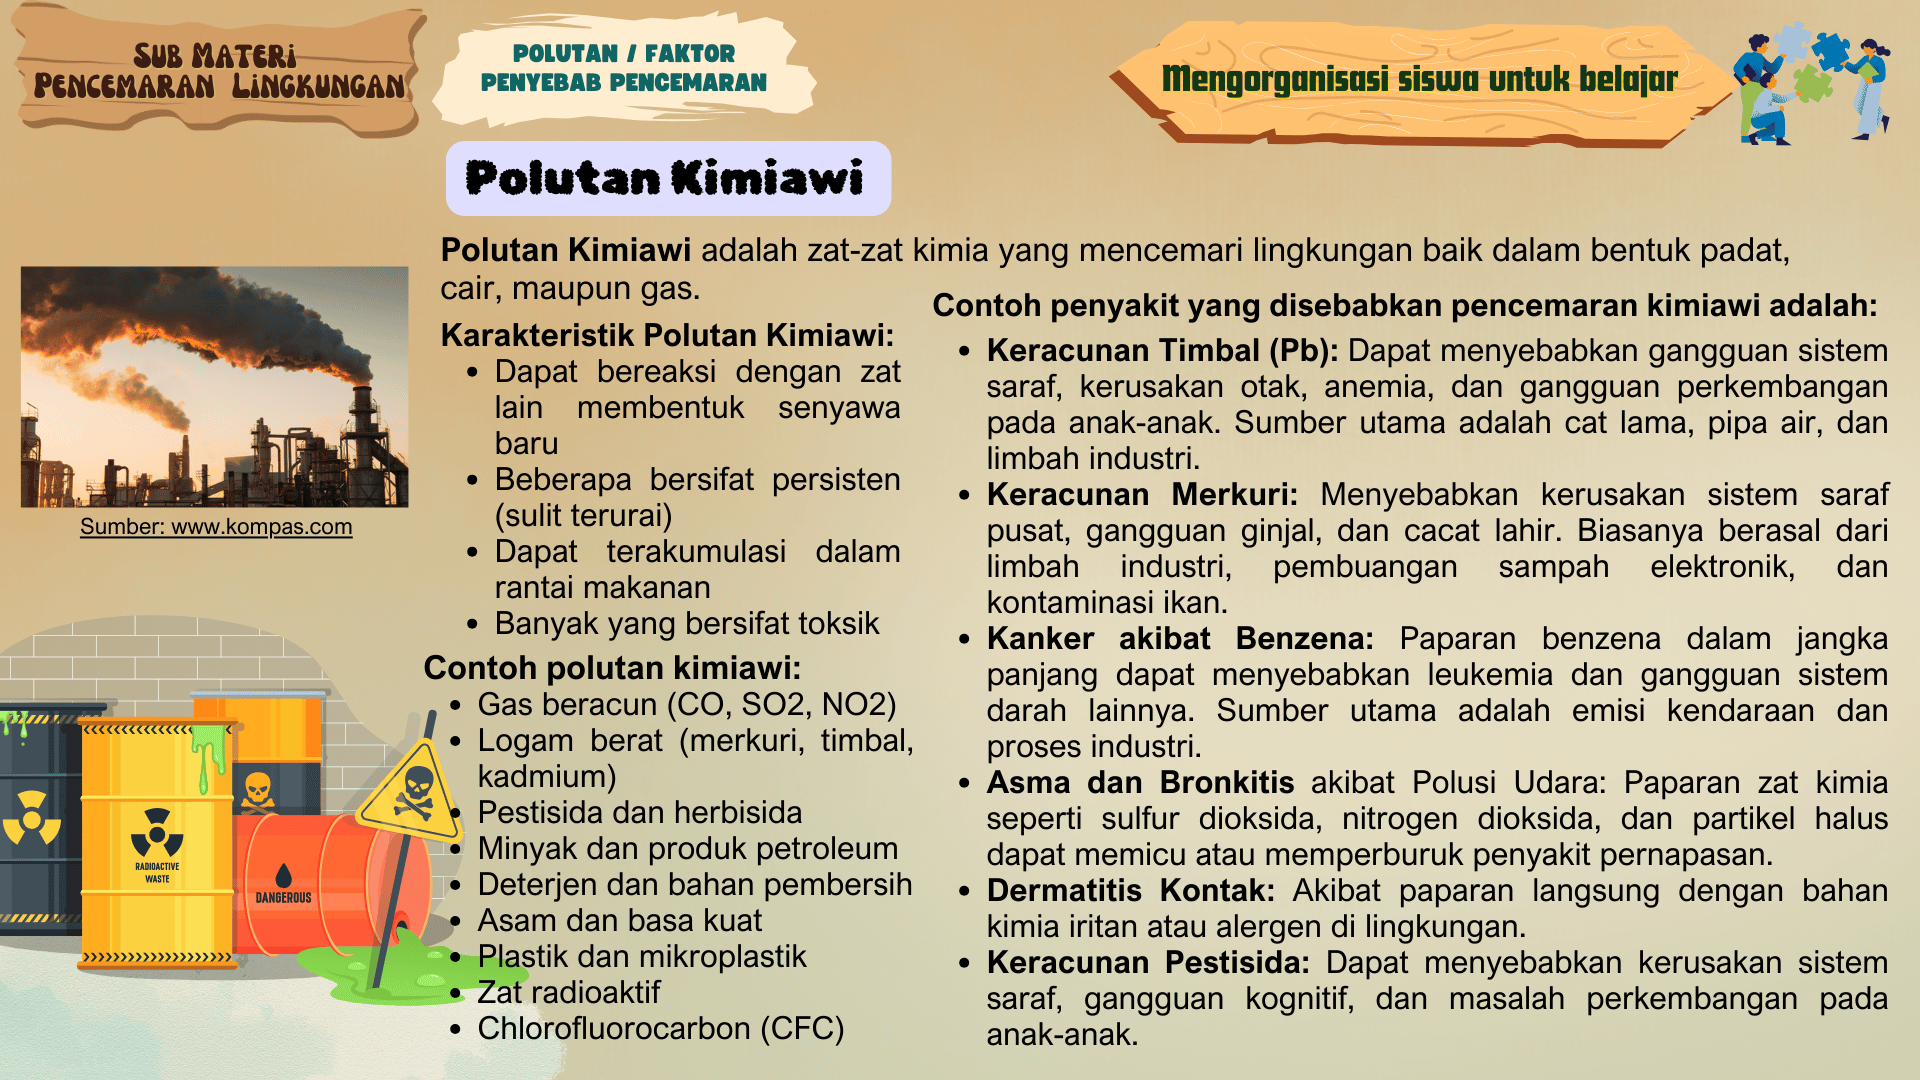 Sub Materi
Pencemaran Lingkungan
POLUTAN / FAKTOR
PENYEBAB PENCEMARAN
Mengorganisasi siswa untuk belajar
Polutan Kimiawi
Polutan Kimiawi adalah zat-zat kimia yang mencemari lingkungan baik dalam bentuk padat,
cair, maupun gas.
Sumber: www.kompas.com
Karakteristik Polutan Kimiawi:
• Dapat bereaksi dengan zat
lain membentuk senyawa
baru
• Beberapa bersifat persisten
(sulit terurai)
• Dapat terakumulasi dalam
rantai makanan
• Banyak yang bersifat toksik
Contoh polutan kimiawi:
• Gas beracun (CO, SO2, NO2)
• Logam berat (merkuri, timbal,
kadmium)
• Pestisida dan herbisida
• Minyak dan produk petroleum
• Deterjen dan bahan pembersih
• Asam dan basa kuat
• Plastik dan mikroplastik
• Zat radioaktif
• Chlorofluorocarbon (CFC)
RADIOACTIVE
WASTE
DANGEROUS
Contoh penyakit yang disebabkan pencemaran kimiawi adalah:
• Keracunan Timbal (Pb): Dapat menyebabkan gangguan sistem
saraf, kerusakan otak, anemia, dan gangguan perkembangan
pada anak-anak. Sumber utama adalah cat lama, pipa air, dan
limbah industri.
• Keracunan Merkuri: Menyebabkan kerusakan sistem saraf
pusat, gangguan ginjal, dan cacat lahir. Biasanya berasal dari
limbah industri, pembuangan sampah elektronik, dan
kontaminasi ikan.
• Kanker akibat Benzena: Paparan benzena dalam jangka
panjang dapat menyebabkan leukemia dan gangguan sistem
darah lainnya. Sumber utama adalah emisi kendaraan dan
proses industri.
• Asma dan Bronkitis akibat Polusi Udara: Paparan zat kimia
seperti sulfur dioksida, nitrogen dioksida, dan partikel halus
dapat memicu atau memperburuk penyakit pernapasan.
• Dermatitis Kontak: Akibat paparan langsung dengan bahan
kimia iritan atau alergen di lingkungan.
• Keracunan Pestisida: Dapat menyebabkan kerusakan sistem
saraf, gangguan kognitif, dan masalah perkembangan pada
anak-anak.